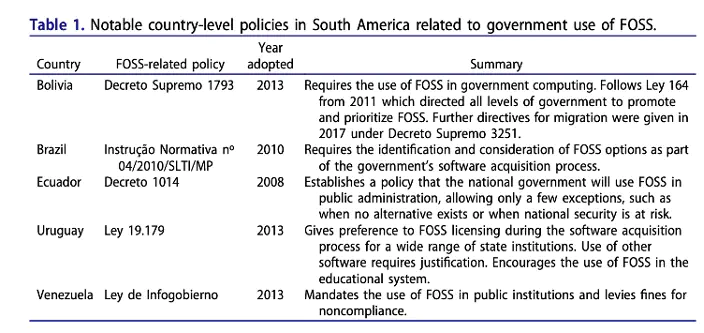 Table 1. Notable country-level policies in South America related to government use of FOSS.
Country FOSS-related policy Year adopted Summary
Bolivia Decreto Supremo 1793 2013 Requires the use of FOSS in government computing. Follows Ley 164
from 2011 which directed all levels of government to promote
and prioritize FOSS. Further directives for migration were given in
2017 under Decreto Supremo 3251.
Brazil Instrução Normativa nº 2010 Requires the identification and consideration of FOSS options as part
04/2010/SLTI/MP of the government's software acquisition process.
Ecuador Decreto 1014 2008 Establishes a policy that the national government will use FOSS in
public administration, allowing only a few exceptions, such as
when no alternative exists or when national security is at risk.
Uruguay Ley 19.179 2013 Gives preference to FOSS licensing during the software acquisition
process for a wide range of state institutions. Use of other
software requires justification. Encourages the use of FOSS in the
educational system.
Venezuela Ley de Infogobierno 2013 Mandates the use of FOSS in public institutions and levies fines for
noncompliance.